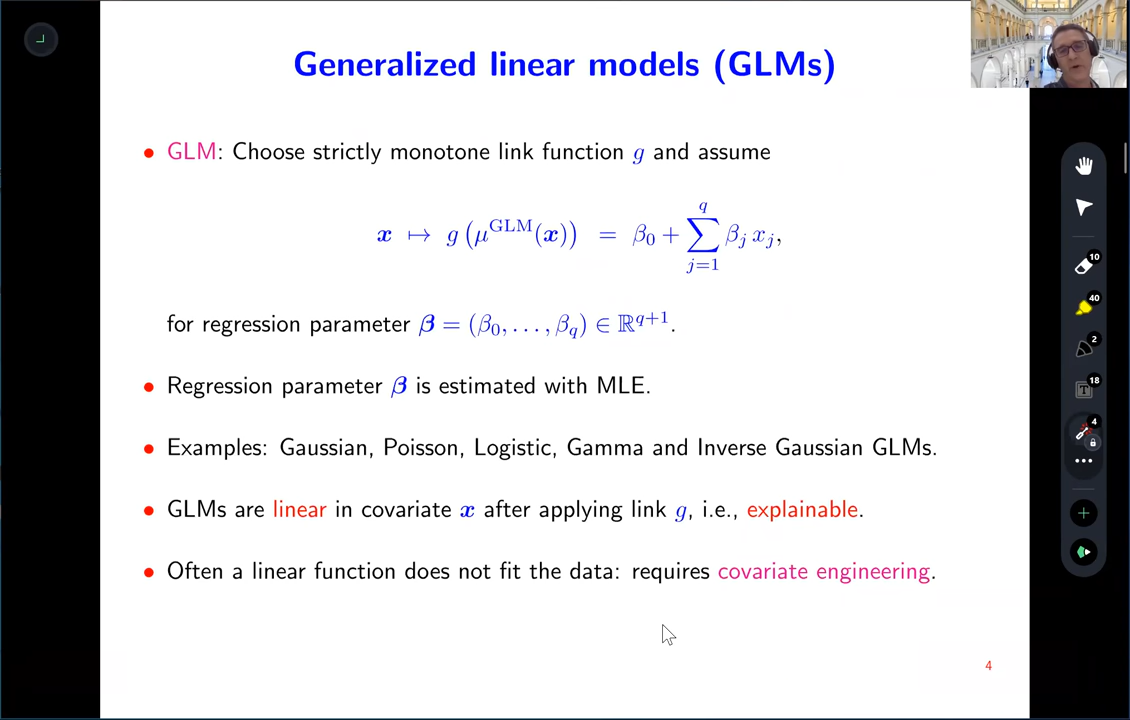 Generalized linear models (GLMs)
• GLM: Choose strictly monotone link function g and assume
x ↦ g(μ^GLM(x)) = β₀ + ∑_{j=1}^{q} β_j x_j,
for regression parameter β = (β₀, . . . , β_q) ∈ ℝ^{q+1}.
• Regression parameter β is estimated with MLE.
• Examples: Gaussian, Poisson, Logistic, Gamma and Inverse Gaussian GLMs.
• GLMs are linear in covariate x after applying link g, i.e., explainable.
• Often a linear function does not fit the data: requires covariate engineering.
4
10
40
2
T 18
4